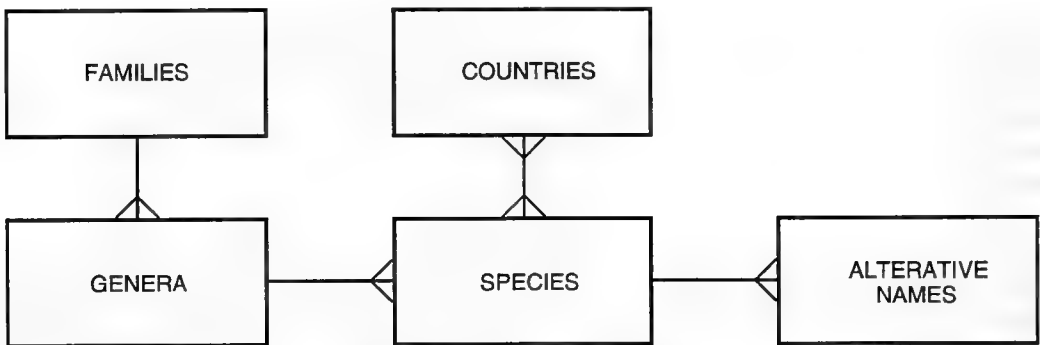 FAMILIES
COUNTRIES
GENERA
SPECIES
ALTERATIVE
NAMES